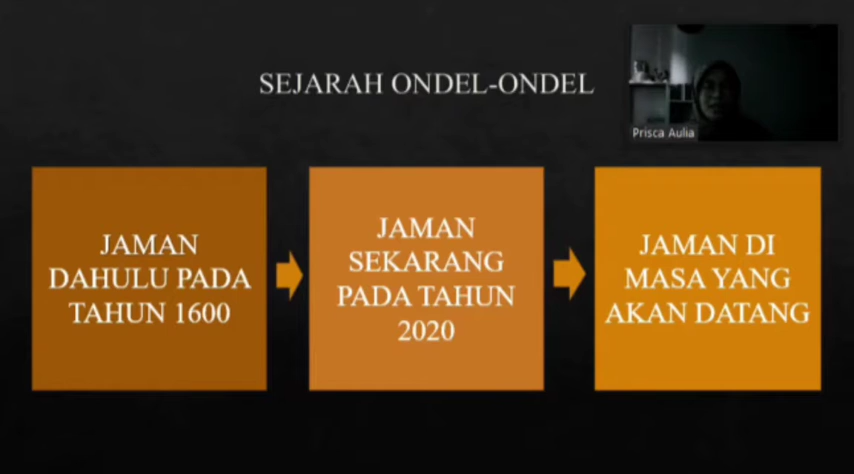 SEJARAH ONDEL-ONDEL
Prisca Aulia
JAMAN
DAHULU PADA
TAHUN 1600
JAMAN
SEKARANG
PADA TAHUN
2020
JAMAN DI
MASA YANG
AKAN DATANG